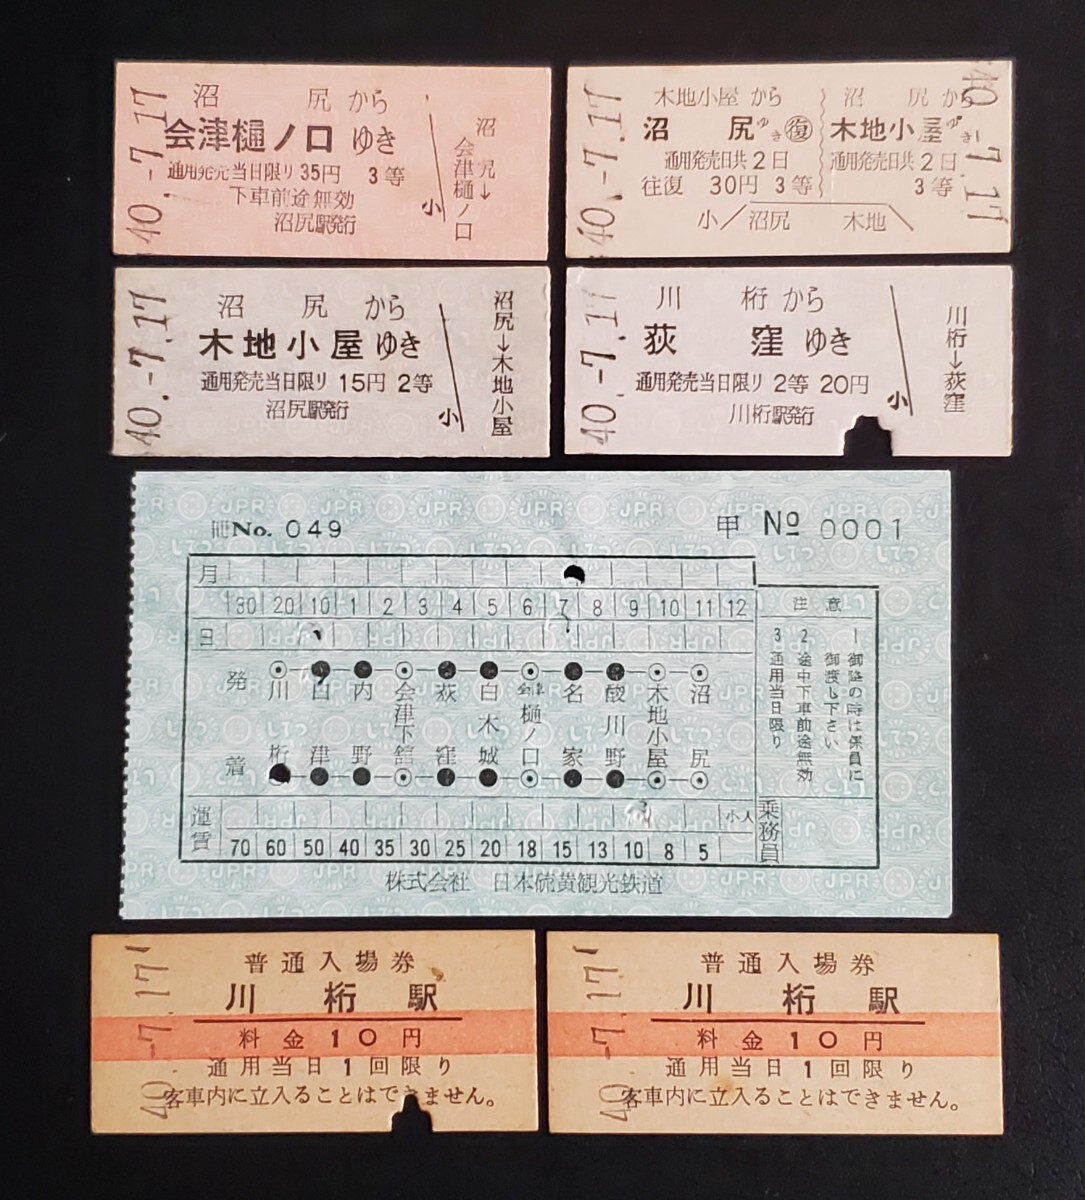 沼尻から
会津樋ノ口ゆき
通用発売当日限り35円 3等
下車前途無効
沼尻駅発行
小
沼尻→会津樋ノ口
40.-7.17
木地小屋から
沼尻ゆき 復
通用発売日共2日
往復 30円 3等
小/沼尻
沼尻から
木地小屋ゆき
通用発売日共2日
3等
木地
40.-7.17
40.7.17
沼尻から
木地小屋ゆき
通用発売当日限り 15円 2等
沼尻駅発行
小
沼尻→木地小屋
40.-7.17
川桁から
荻窪ゆき
通用発売当日限り 2等 20円
川桁駅発行
小
川桁→荻窪
40.-7.17
冊No. 049
甲 No 0001
月
30 20 10 1 2 3 4 5 6 7 8 9 10 11 12
日
発
着
川桁 白津 内野 会津下館 荻窪 白木城 会津樋ノ口 名家 酸川野 木地小屋 沼尻
運賃
小人
70 60 50 40 35 30 25 20 18 15 13 10 8 5
注意
1 御降の時は係員に
御渡し下さい
2 途中下車前途無効
3 通用当日限り
乗務員
株式会社 日本硫黄観光鉄道
普通入場券
川桁駅
料金10円
通用当日1回限り
客車内に立入ることはできません。
40.-7.17
普通入場券
川桁駅
料金10円
通用当日1回限り
客車内に立入ることはできません。
40.-7.17